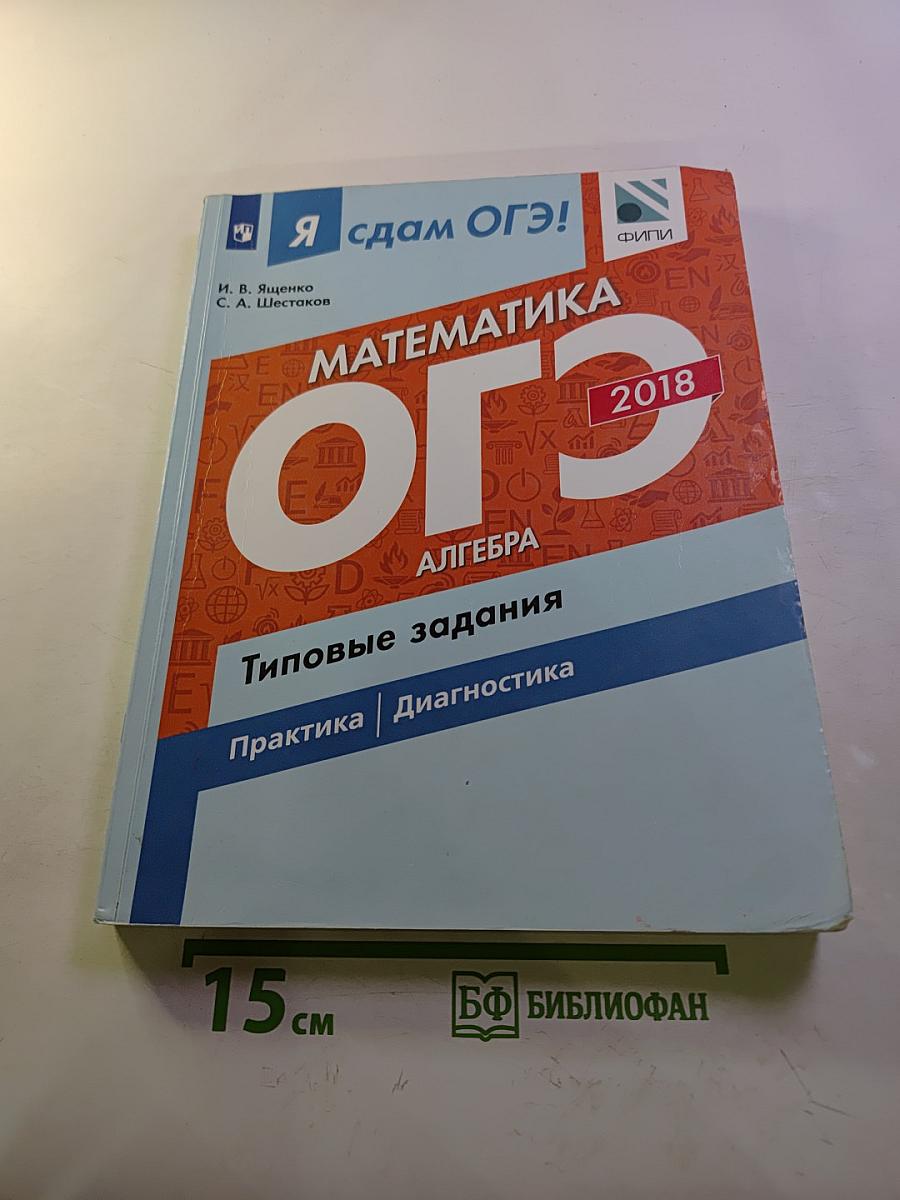 Я сдам ОГЭ!
ФИПИ
И. В. Ященко
С. А. Шестаков
МАТЕМАТИКА
ОГЭ
2018
АЛГЕБРА
Типовые задания
Практика | Диагностика
15 см
БФ БИБЛИОФАН